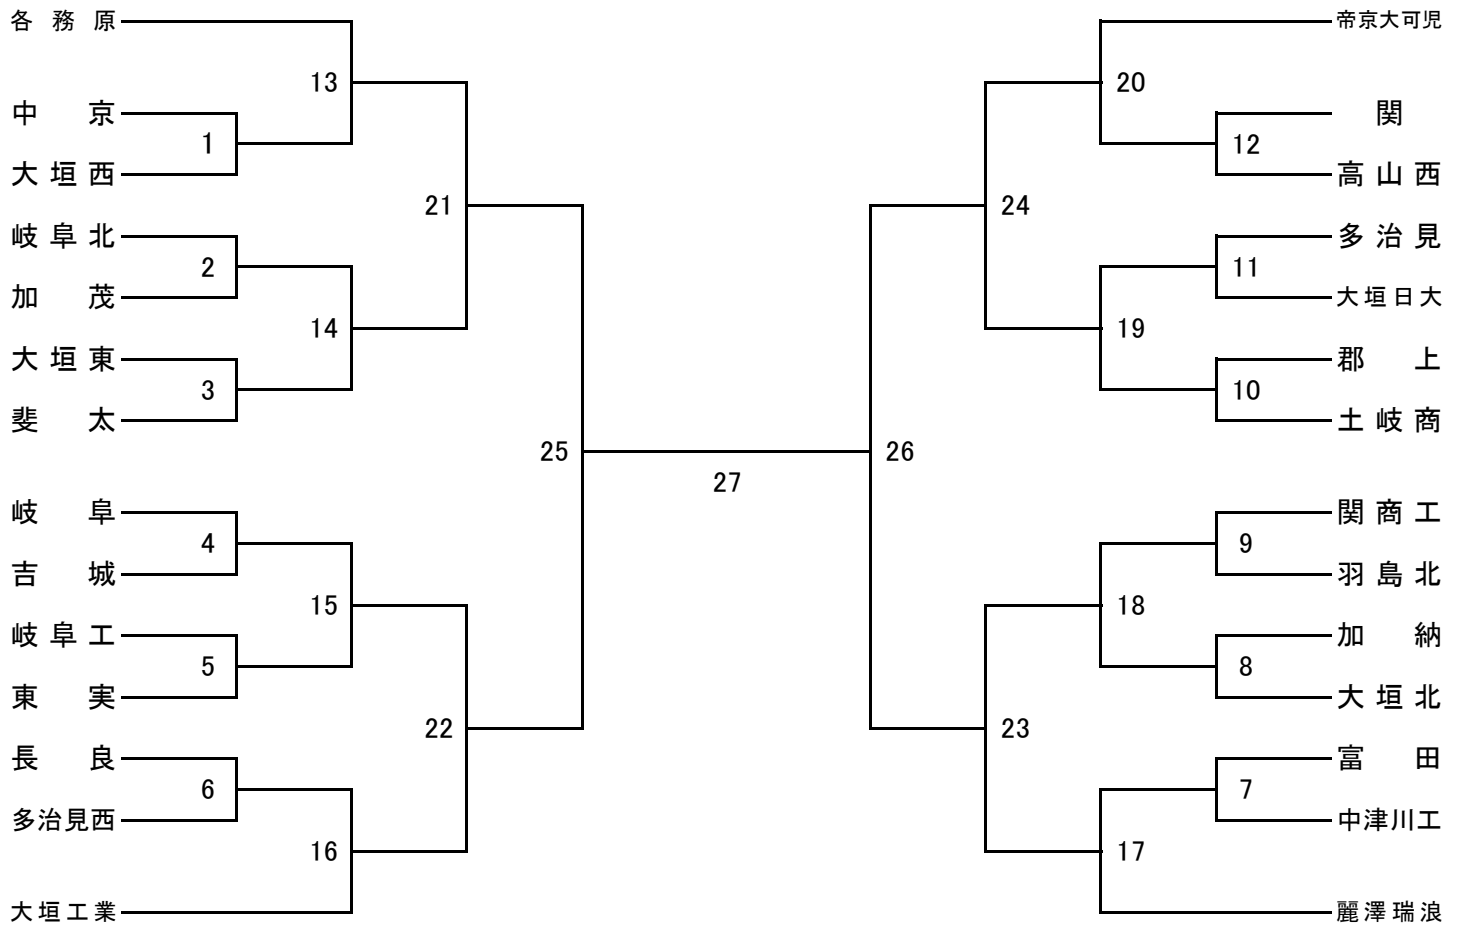 各務原
13
中京
1
大垣西
21
岐阜北
2
加茂
14
大垣東
3
斐太
25
岐阜
4
吉城
15
岐阜工
5
東実
22
長良
6
多治見西
16
大垣工業
27
帝京大可児
20
関
12
高山西
24
多治見
11
大垣日大
19
郡上
10
土岐商
26
関商工
9
羽島北
18
加納
8
大垣北
23
富田
7
中津川工
17
麗澤瑞浪